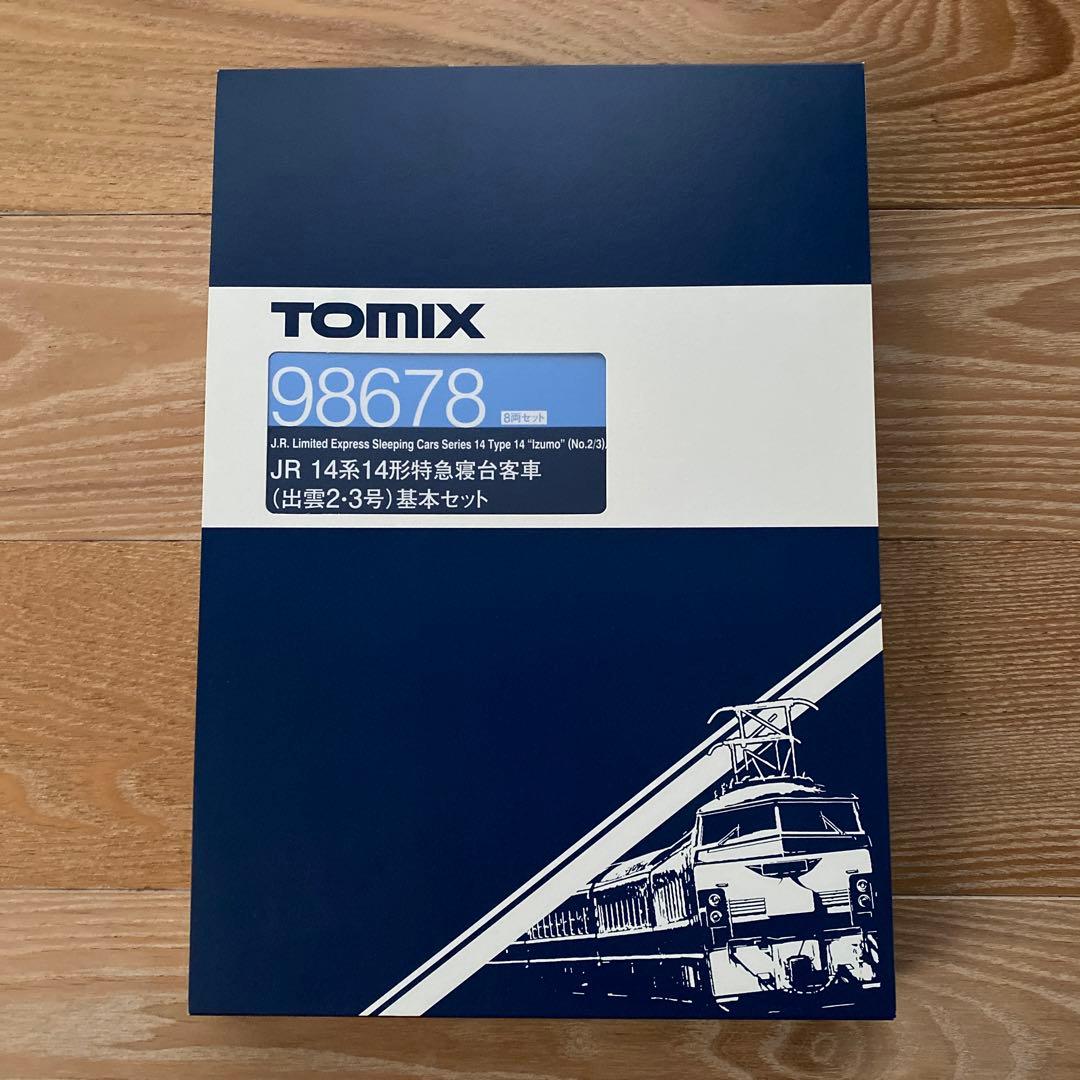 TOMIX
98678 8両セット
J.R. Limited Express Sleeping Cars Series 14 Type 14 “Izumo” (No.2/3)
JR 14系14形特急寝台客車
(出雲2・3号)基本セット